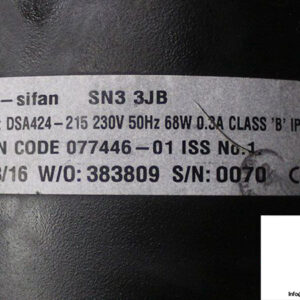 -sifan SN3 3JB
: DSA424-215 230V 50Hz 68W 0.3A CLASS 'B' IP
N CODE 077446-01 ISS No.1
/16 W/O: 383809 S/N: 0070 C